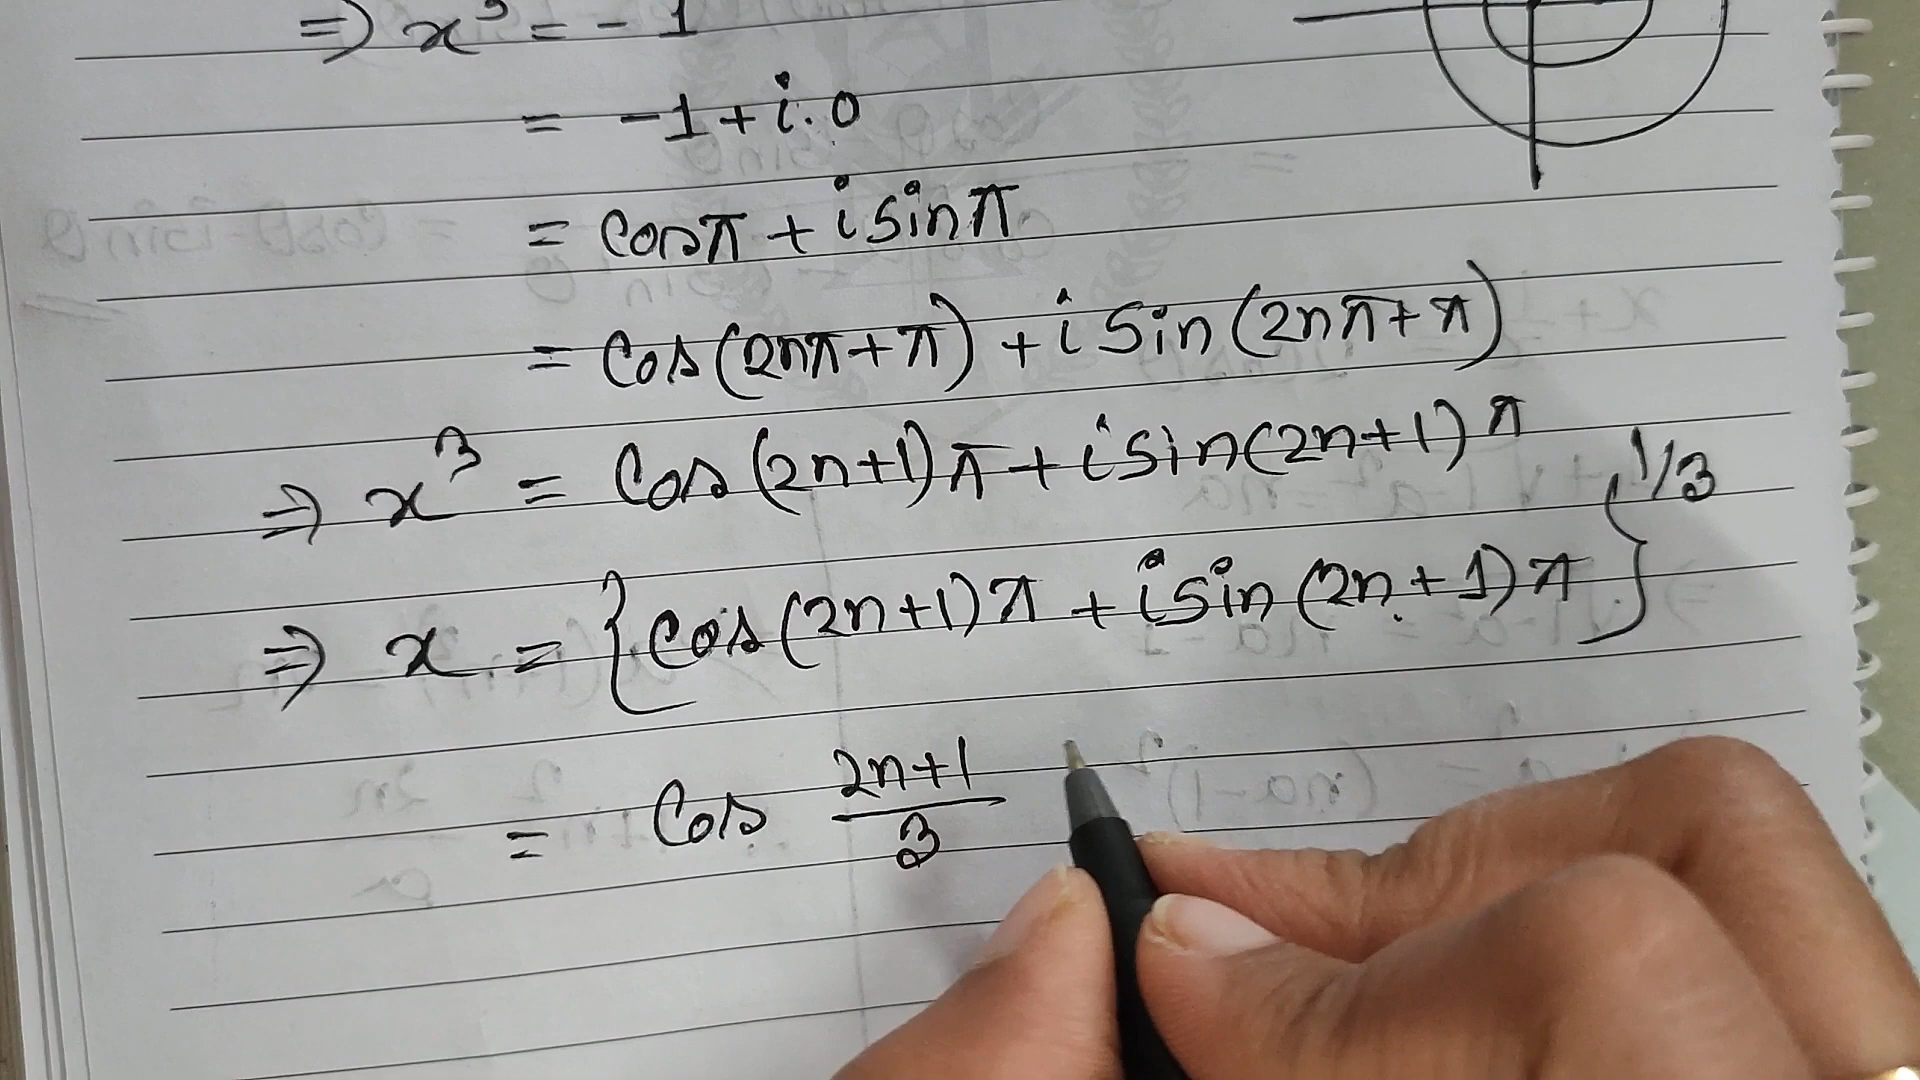 ⇒ x³ = -1
= -1 + i.0
= Cosπ + i Sinπ
= Cos(2nπ+π) + i Sin(2nπ+π)
⇒ x³ = Cos(2n+1)π + i Sin(2n+1)π
⇒ x = {Cos(2n+1)π + i Sin(2n+1)π}^1/3
= Cos (2n+1)/3